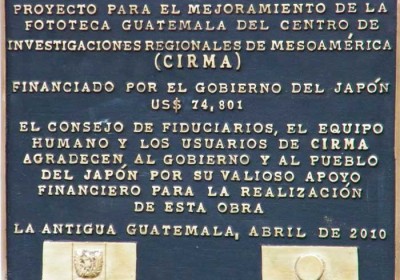 PROYECTO PARA EL MEJORAMIENTO DE LA
FOTOTECA GUATEMALA DEL CENTRO DE
INVESTIGACIONES REGIONALES DE MESOAMÉRICA
(CIRMA)
FINANCIADO POR EL GOBIERNO DEL JAPÓN
US$ 74,801
EL CONSEJO DE FIDUCIARIOS, EL EQUIPO
HUMANO Y LOS USUARIOS DE CIRMA
AGRADECEN, AL GOBIERNO Y AL PUEBLO
DEL JAPÓN POR SU VALIOSO APOYO
FINANCIERO PARA LA REALIZACIÓN
DE ESTA OBRA
LA ANTIGUA GUATEMALA, ABRIL DE 2010